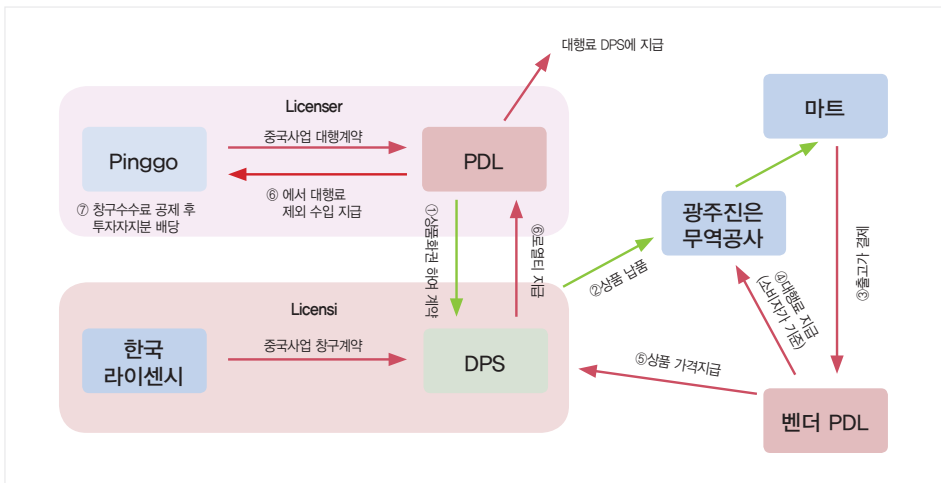 대행료 DPS에 지급
Licenser
마트
중국사업 대행계약
Pinggo
PDL
⑥ 에서 대행료
제외 수입 지급
⑦ 창구수수료 공제 후
투자자지분 배당
광주진은
무역공사
①상품화권 하여 계약
⑥로열티 지급
②상품 납품
③출고가 결제
④대행료 지급
(소비자가 기준)
Licensi
한국
라이센시
중국사업 창구계약
DPS
⑤상품 가격지급
벤더 PDL